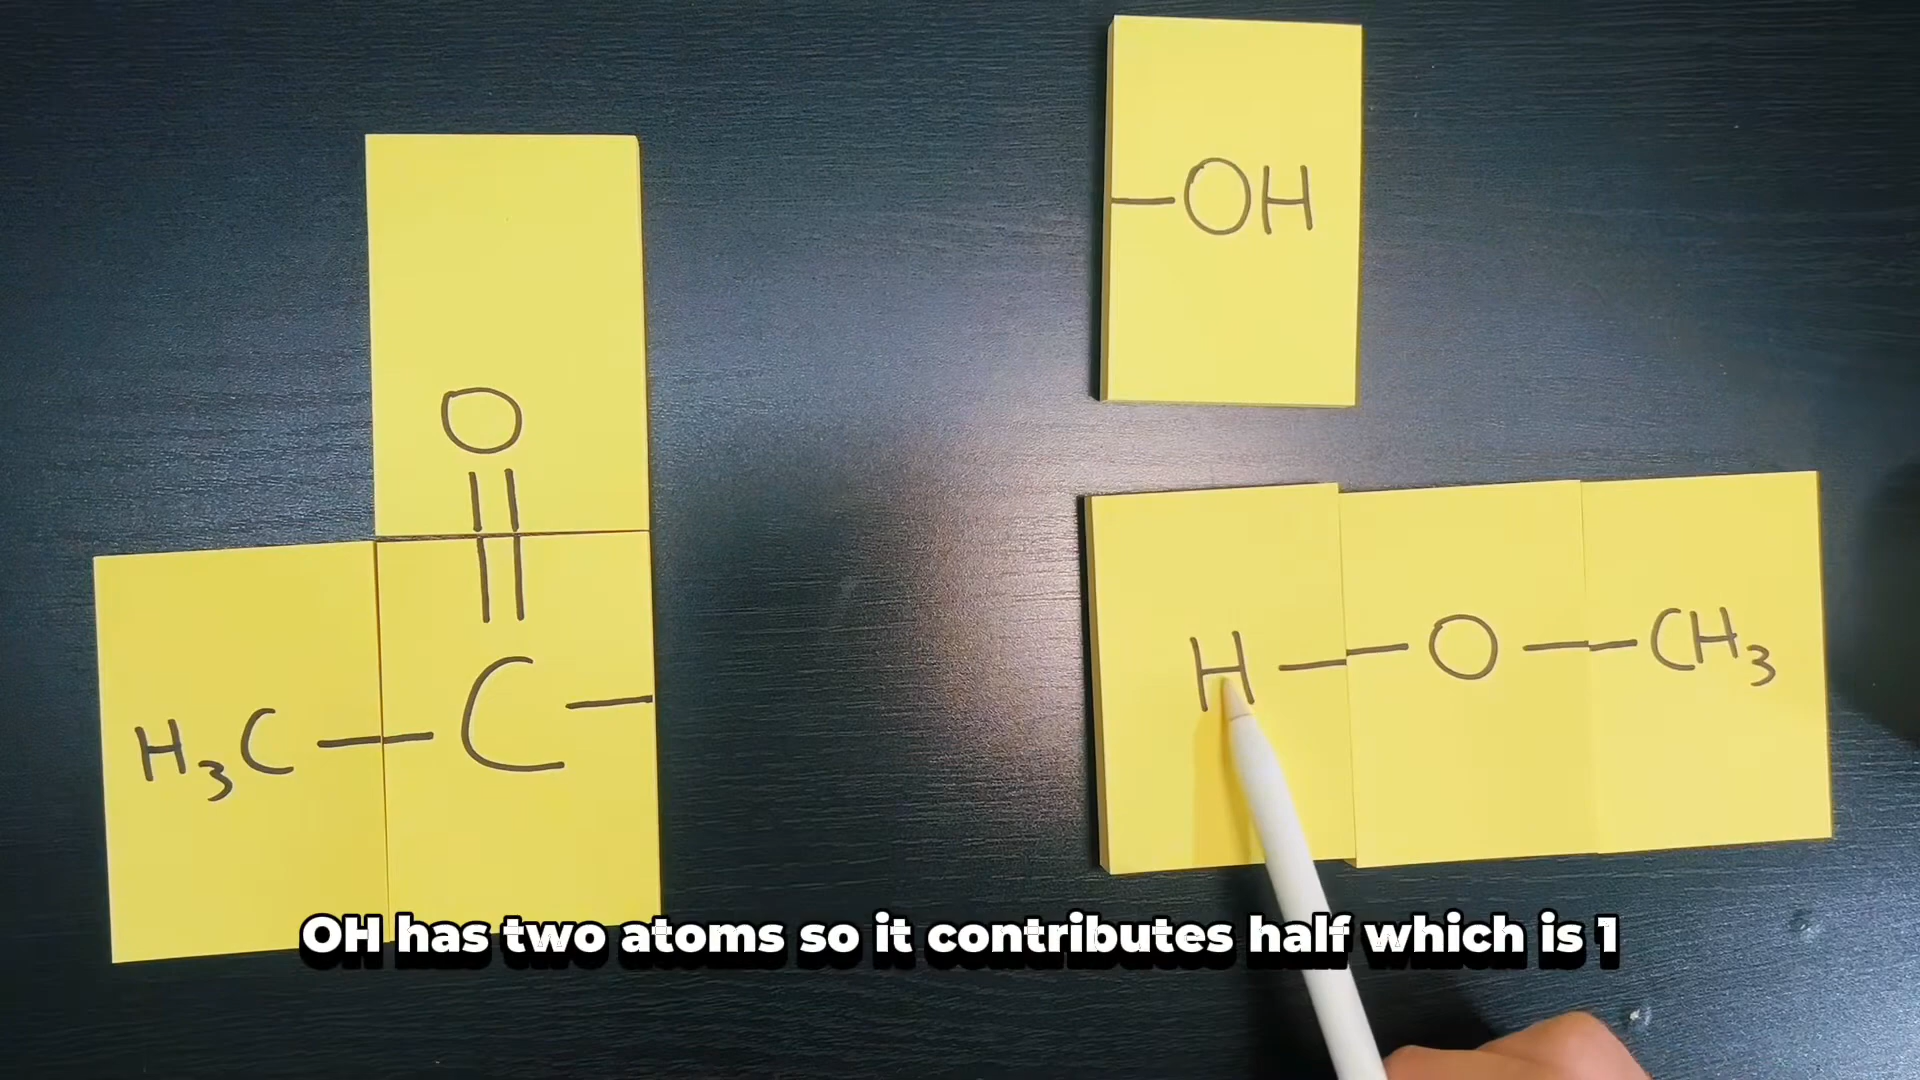 –OH
O
||
H₃C–C–
H–O–CH₃
OH has two atoms so it contributes half which is 1